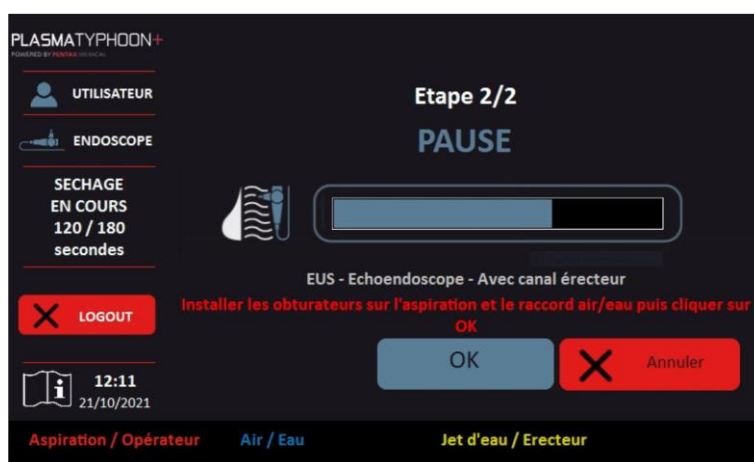 PLASMATYPHOON+
POWERED BY PENTAX MEDICAL
UTILISATEUR
ENDOSCOPE
SECHAGE
EN COURS
120 / 180
secondes
LOGOUT
12:11
21/10/2021
Etape 2/2
PAUSE
EUS - Echoendoscope - Avec canal érecteur
Installer les obturateurs sur l'aspiration et le raccord air/eau puis cliquer sur
OK
OK
Annuler
Aspiration / Opérateur Air / Eau Jet d'eau / Erecteur